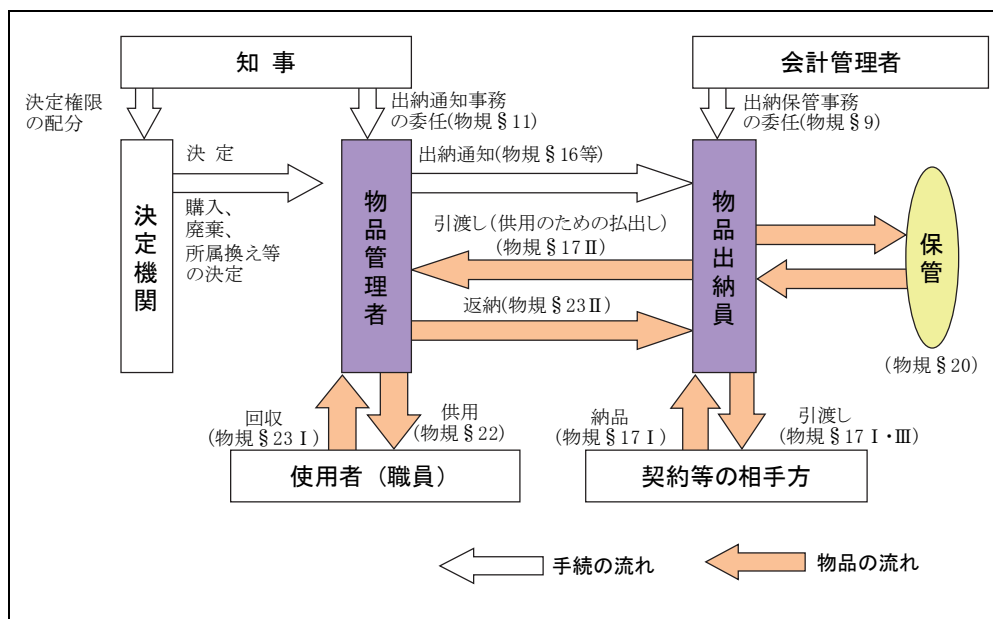 知 事
会計管理者
決定権限
の配分
出納通知事務
の委任(物規§11)
出納保管事務
の委任(物規§9)
決定機関
決 定
購入、
廃棄、
所属換え等
の決定
物品管理者
出納通知(物規§16等)
引渡し(供用のための払出し)
(物規§17Ⅱ)
返納(物規§23Ⅱ)
物品出納員
保管
(物規§20)
回収
(物規§23Ⅰ)
供用
(物規§22)
納品
(物規§17Ⅰ)
引渡し
(物規§17Ⅰ・Ⅲ)
使用者（職員）
契約等の相手方
手続の流れ
物品の流れ